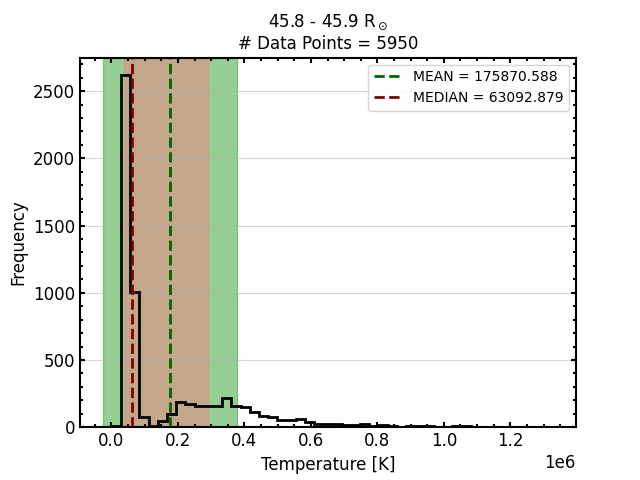 45.8 - 45.9 R⊙
# Data Points = 5950
MEAN = 175870.588
MEDIAN = 63092.879
Frequency
2500
2000
1500
1000
500
0
0.0 0.2 0.4 0.6 0.8 1.0 1.2
1e6
Temperature [K]